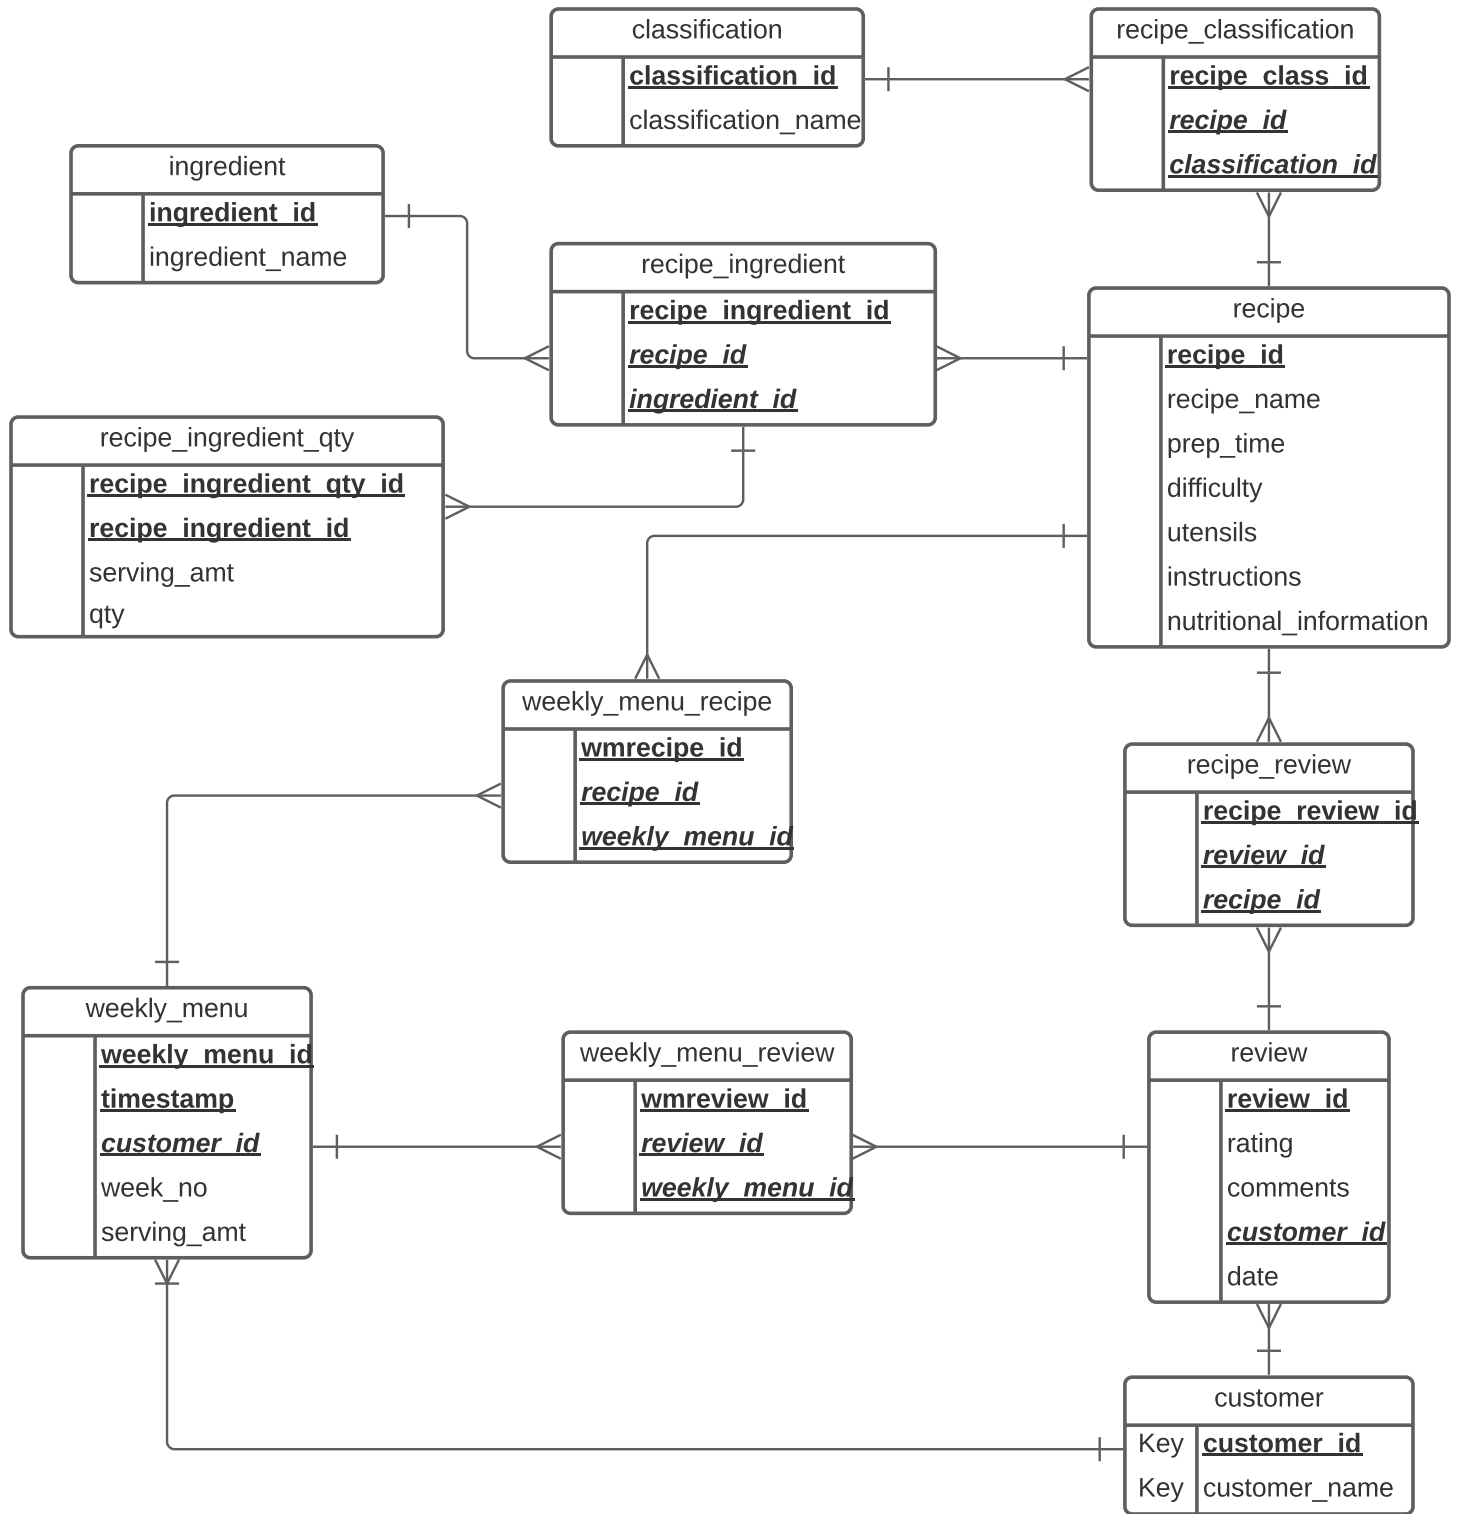 classification
classification_id
classification_name
recipe_classification
recipe_class_id
recipe_id
classification_id
ingredient
ingredient_id
ingredient_name
recipe_ingredient
recipe_ingredient_id
recipe_id
ingredient_id
recipe
recipe_id
recipe_name
prep_time
difficulty
utensils
instructions
nutritional_information
recipe_ingredient_qty
recipe_ingredient_qty_id
recipe_ingredient_id
serving_amt
qty
weekly_menu_recipe
wmrecipe_id
recipe_id
weekly_menu_id
recipe_review
recipe_review_id
review_id
recipe_id
weekly_menu
weekly_menu_id
timestamp
customer_id
week_no
serving_amt
weekly_menu_review
wmreview_id
review_id
weekly_menu_id
review
review_id
rating
comments
customer_id
date
customer
Key customer_id
Key customer_name